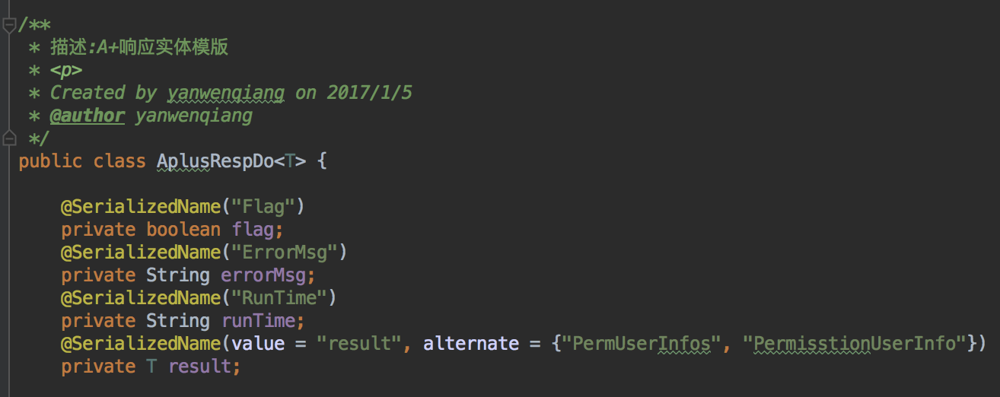 /**
 * 描述:A+响应实体模版
 * <p>
 * Created by yanwenqiang on 2017/1/5
 * @author yanwenqiang
 */
public class AplusRespDo<T> {
    @SerializedName("Flag")
    private boolean flag;
    @SerializedName("ErrorMsg")
    private String errorMsg;
    @SerializedName("RunTime")
    private String runTime;
    @SerializedName(value = "result", alternate = {"PermUserInfos", "PermisstionUserInfo"})
    private T result;